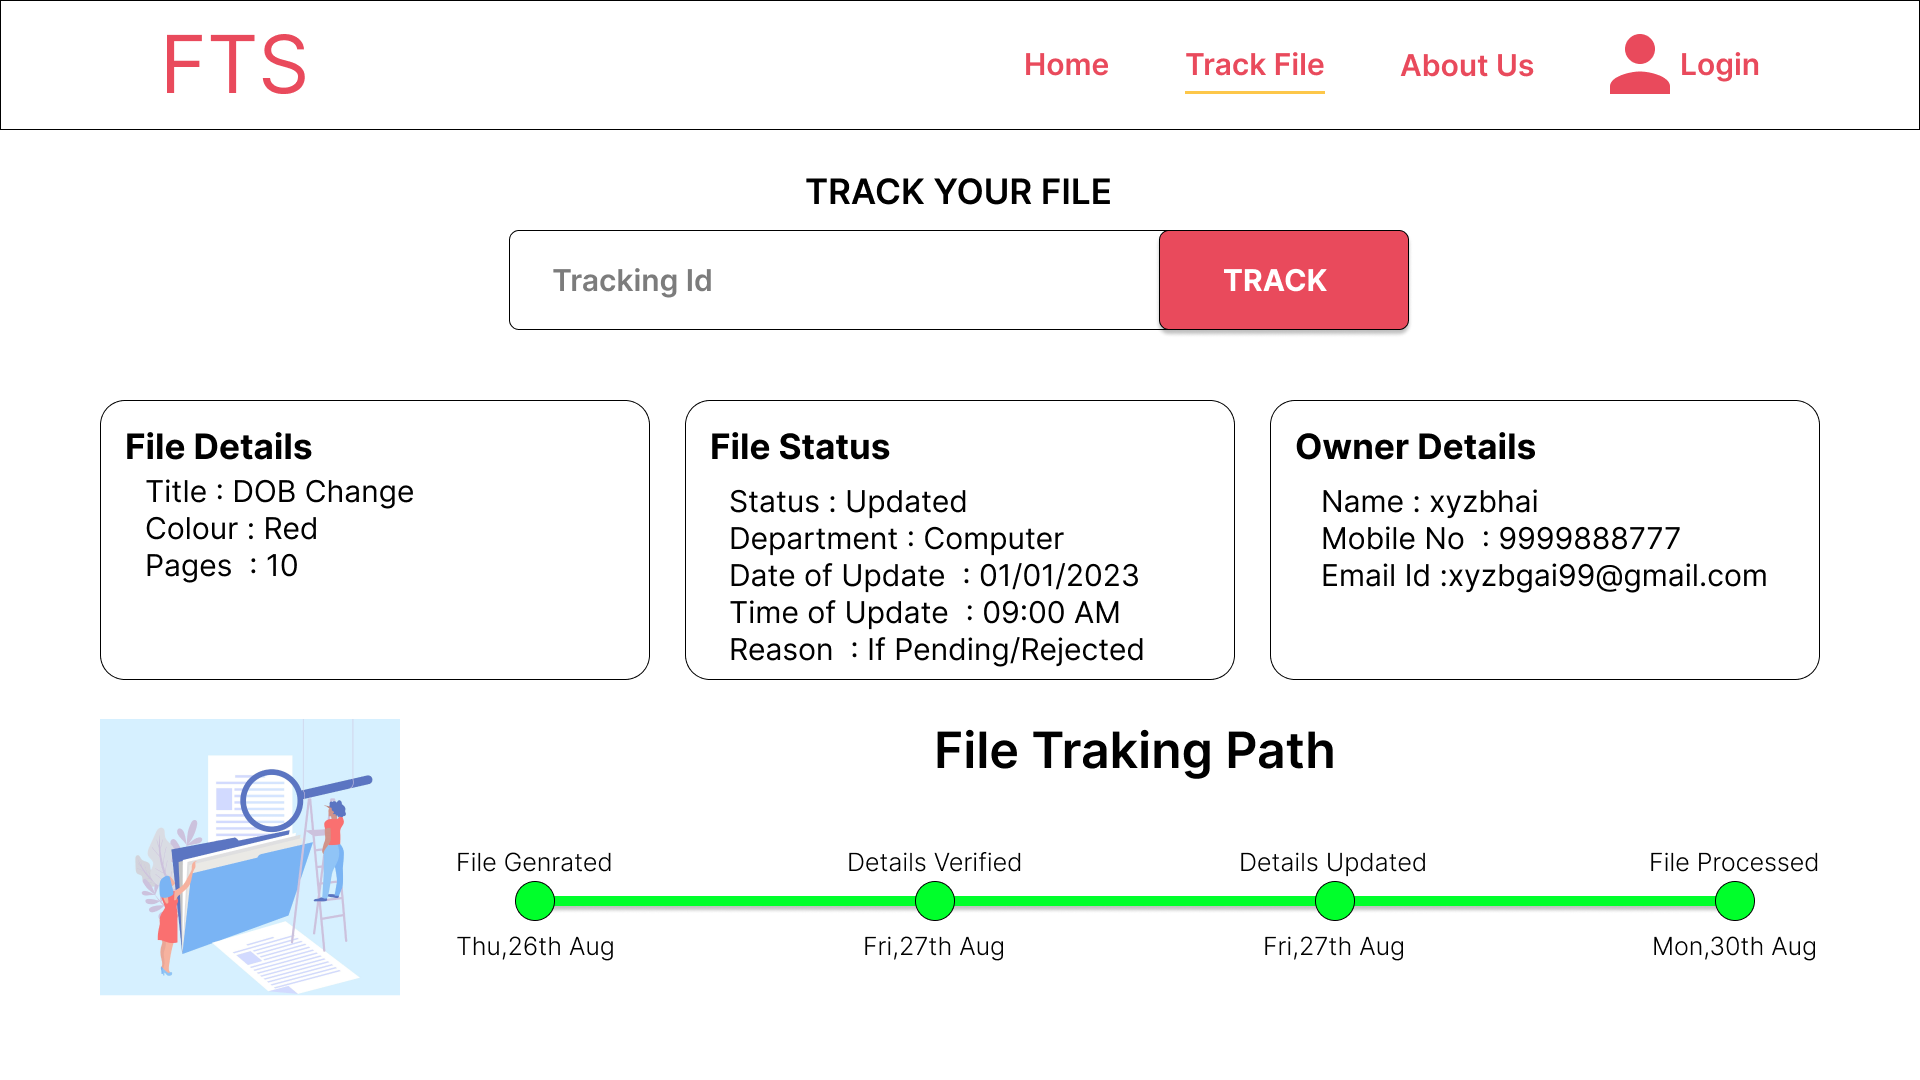 FTS
Home
Track File
About Us
Login
TRACK YOUR FILE
Tracking Id
TRACK
File Details
Title : DOB Change
Colour : Red
Pages  : 10
File Status
Status : Updated
Department : Computer
Date of Update  : 01/01/2023
Time of Update  : 09:00 AM
Reason  : If Pending/Rejected
Owner Details
Name : xyzbhai
Mobile No  : 9999888777
Email Id :xyzbgai99@gmail.com
File Traking Path
File Genrated
Details Verified
Details Updated
File Processed
Thu,26th Aug
Fri,27th Aug
Fri,27th Aug
Mon,30th Aug